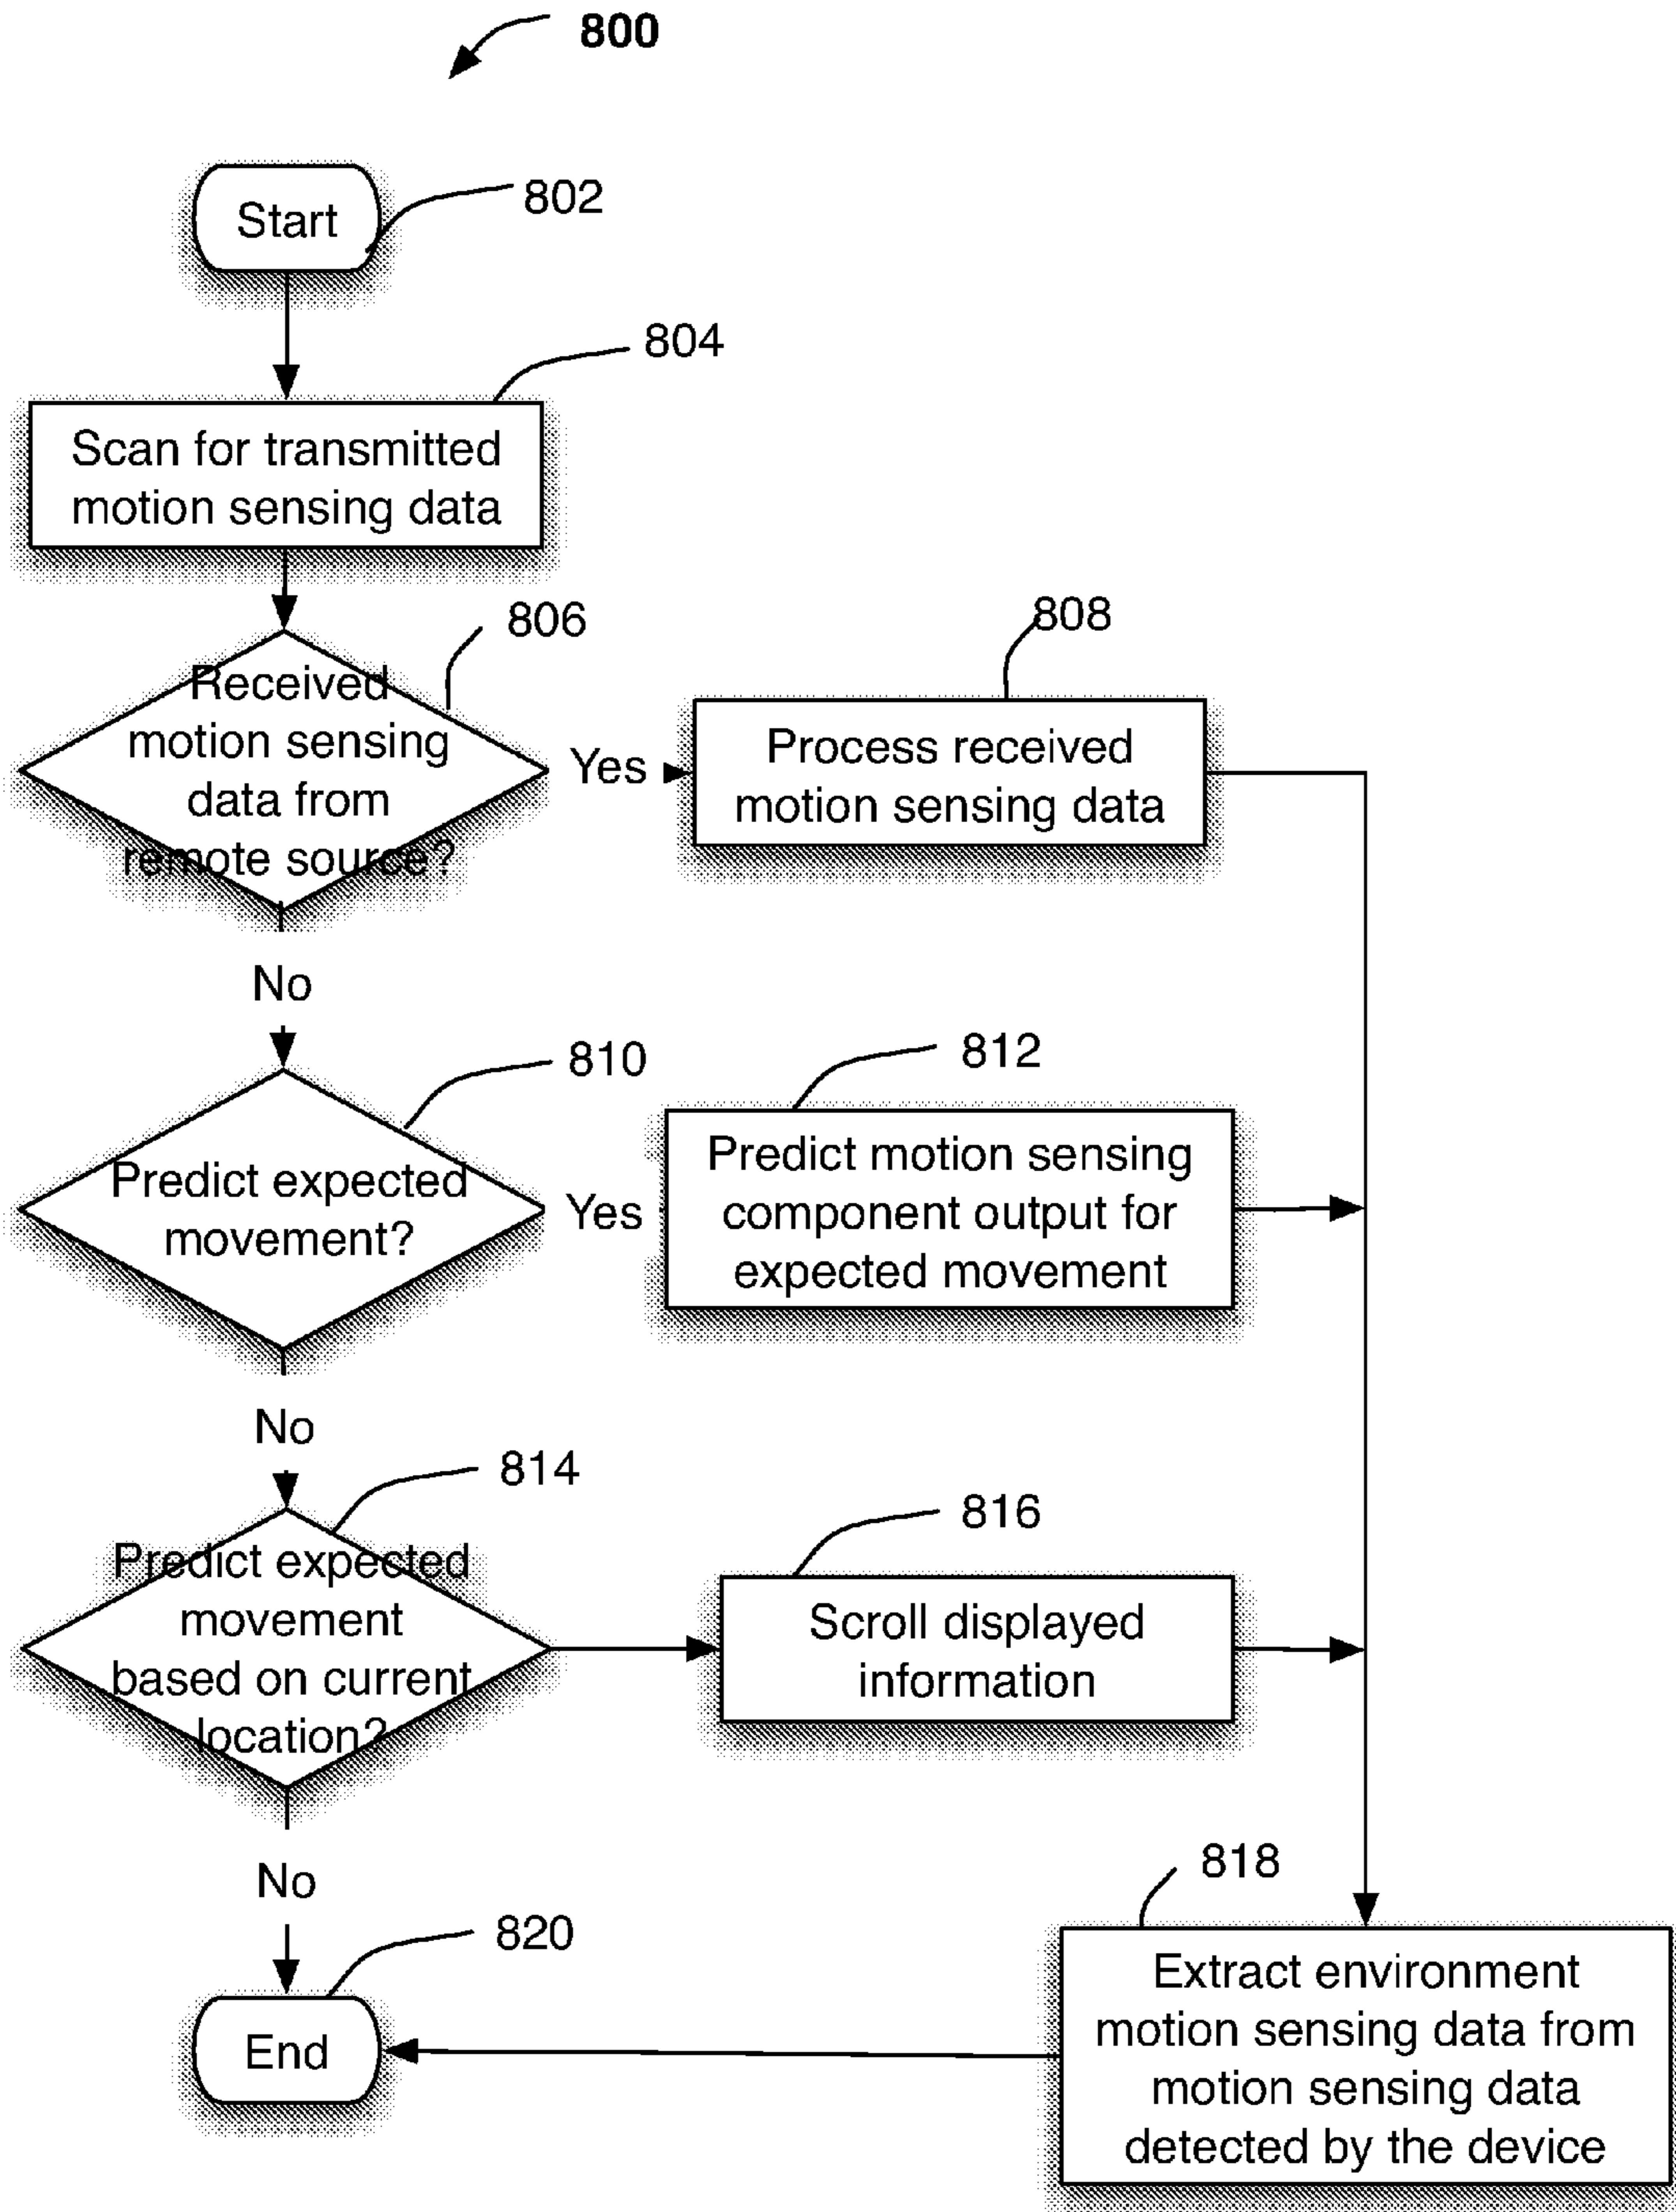 800
Start
802
804
Scan for transmitted
motion sensing data
806
Received
motion sensing
data from
remote source?
Yes
808
Process received
motion sensing data
No
810
Predict expected
movement?
Yes
812
Predict motion sensing
component output for
expected movement
No
814
Predict expected
movement
based on current
location?
816
Scroll displayed
information
No
818
Extract environment
motion sensing data from
motion sensing data
detected by the device
820
End